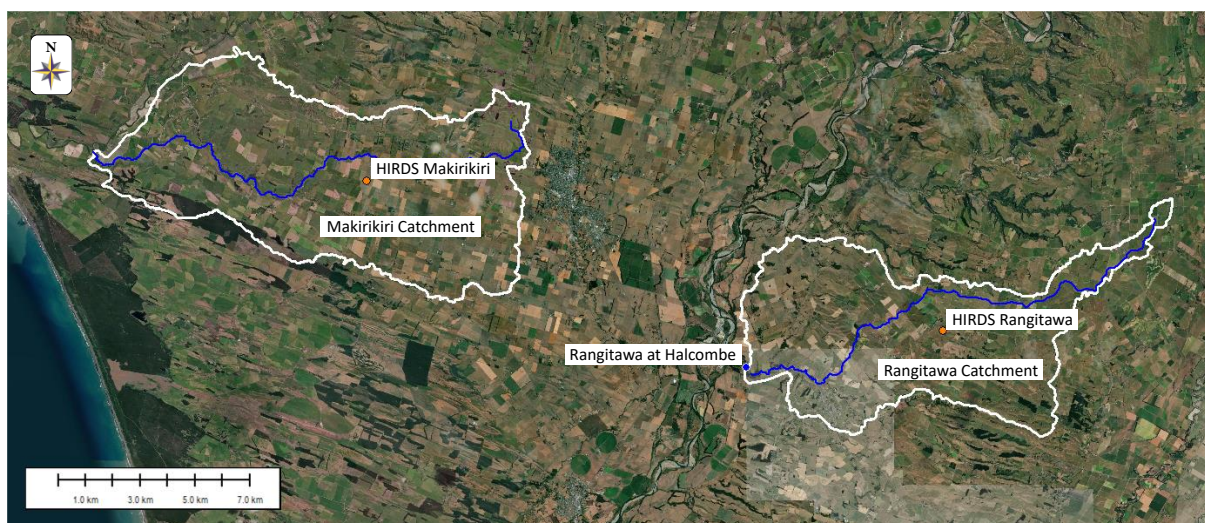 N
HIRDS Makirikiri
Makirikiri Catchment
HIRDS Rangitawa
Rangitawa at Halcombe
Rangitawa Catchment
1.0 km 3.0 km 5.0 km 7.0 km